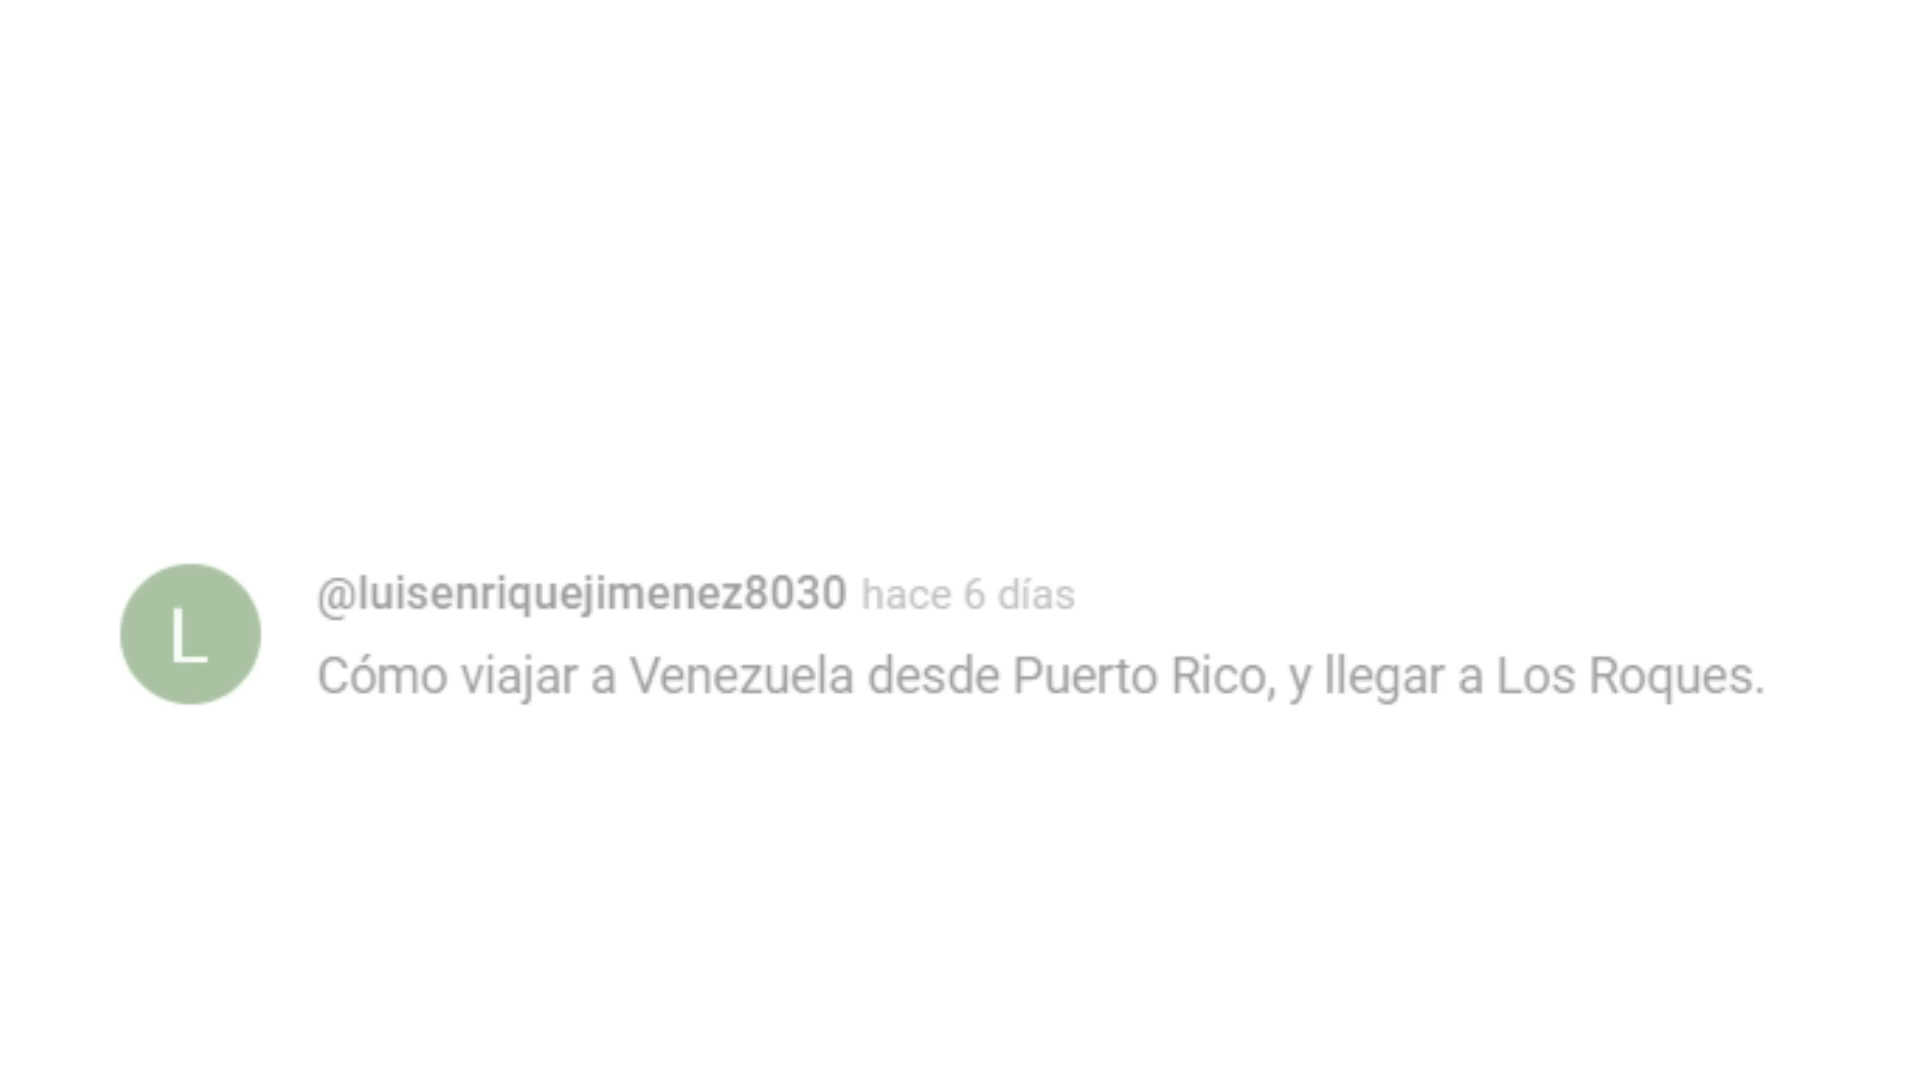 L
@luisenriquejimenez8030 hace 6 días
Cómo viajar a Venezuela desde Puerto Rico, y llegar a Los Roques.